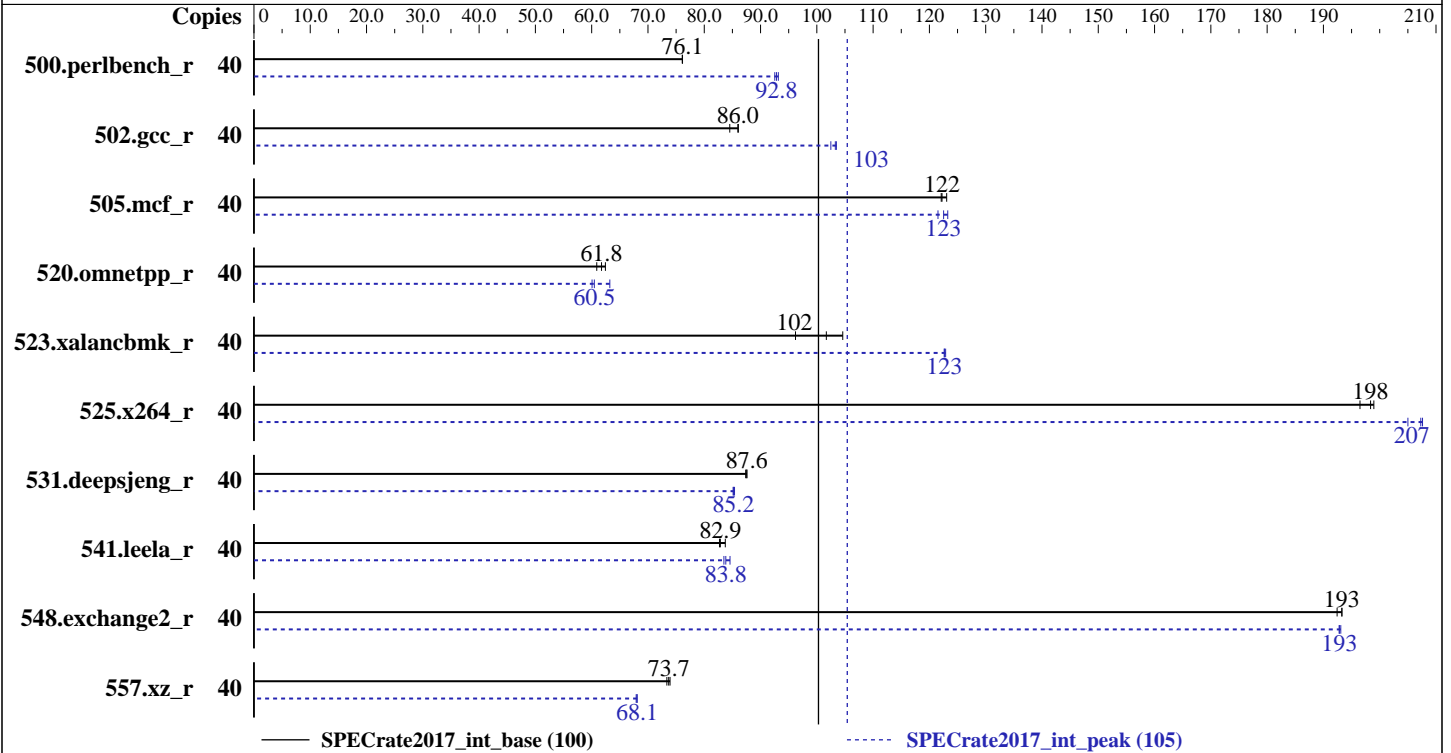 Copies 0 10.0 20.0 30.0 40.0 50.0 60.0 70.0 80.0 90.0 100 110 120 130 140 150 160 170 180 190 210
500.perlbench_r 40 76.1
92.8
502.gcc_r 40 86.0
103
505.mcf_r 40 122
123
520.omnetpp_r 40 61.8
60.5
523.xalancbmk_r 40 102
123
525.x264_r 40 198
207
531.deepsjeng_r 40 87.6
85.2
541.leela_r 40 82.9
83.8
548.exchange2_r 40 193
193
557.xz_r 40 73.7
68.1
SPECrate2017_int_base (100) SPECrate2017_int_peak (105)